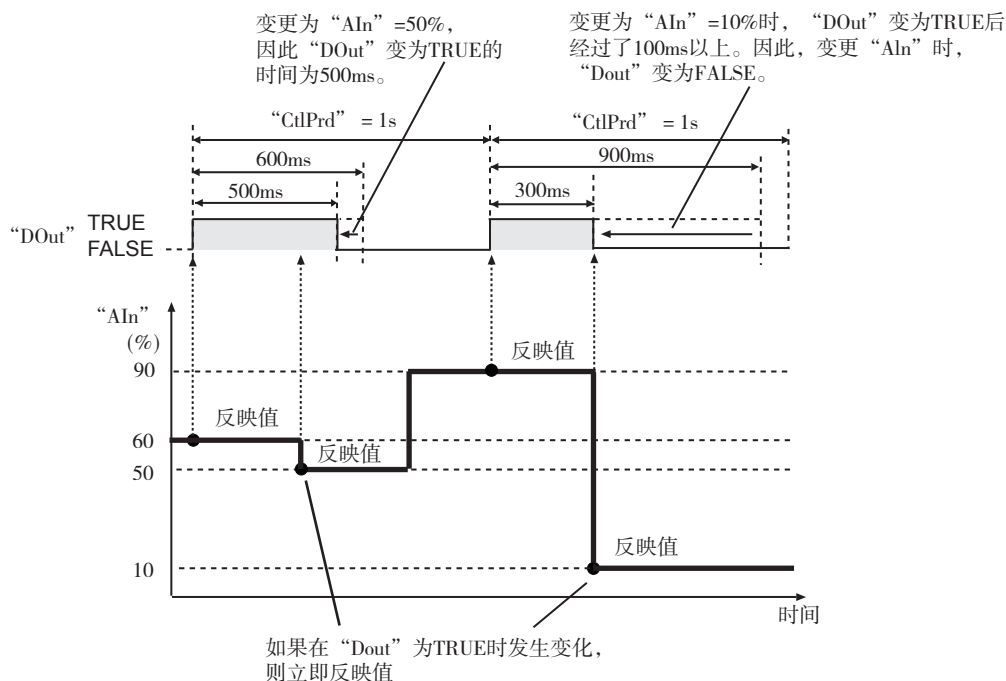 变更为“AIn”=50%，
因此“DOut”变为TRUE的
时间为500ms。
变更为“AIn”=10%时，“DOut”变为TRUE后
经过了100ms以上。因此，变更“Aln”时，
“Dout”变为FALSE。
“CtlPrd” = 1s
“CtlPrd” = 1s
600ms
900ms
500ms
300ms
“DOut”
TRUE
FALSE
“AIn”
(%)
90
反映值
反映值
60
反映值
50
反映值
10
时间
如果在“Dout”为TRUE时发生变化，
则立即反映值